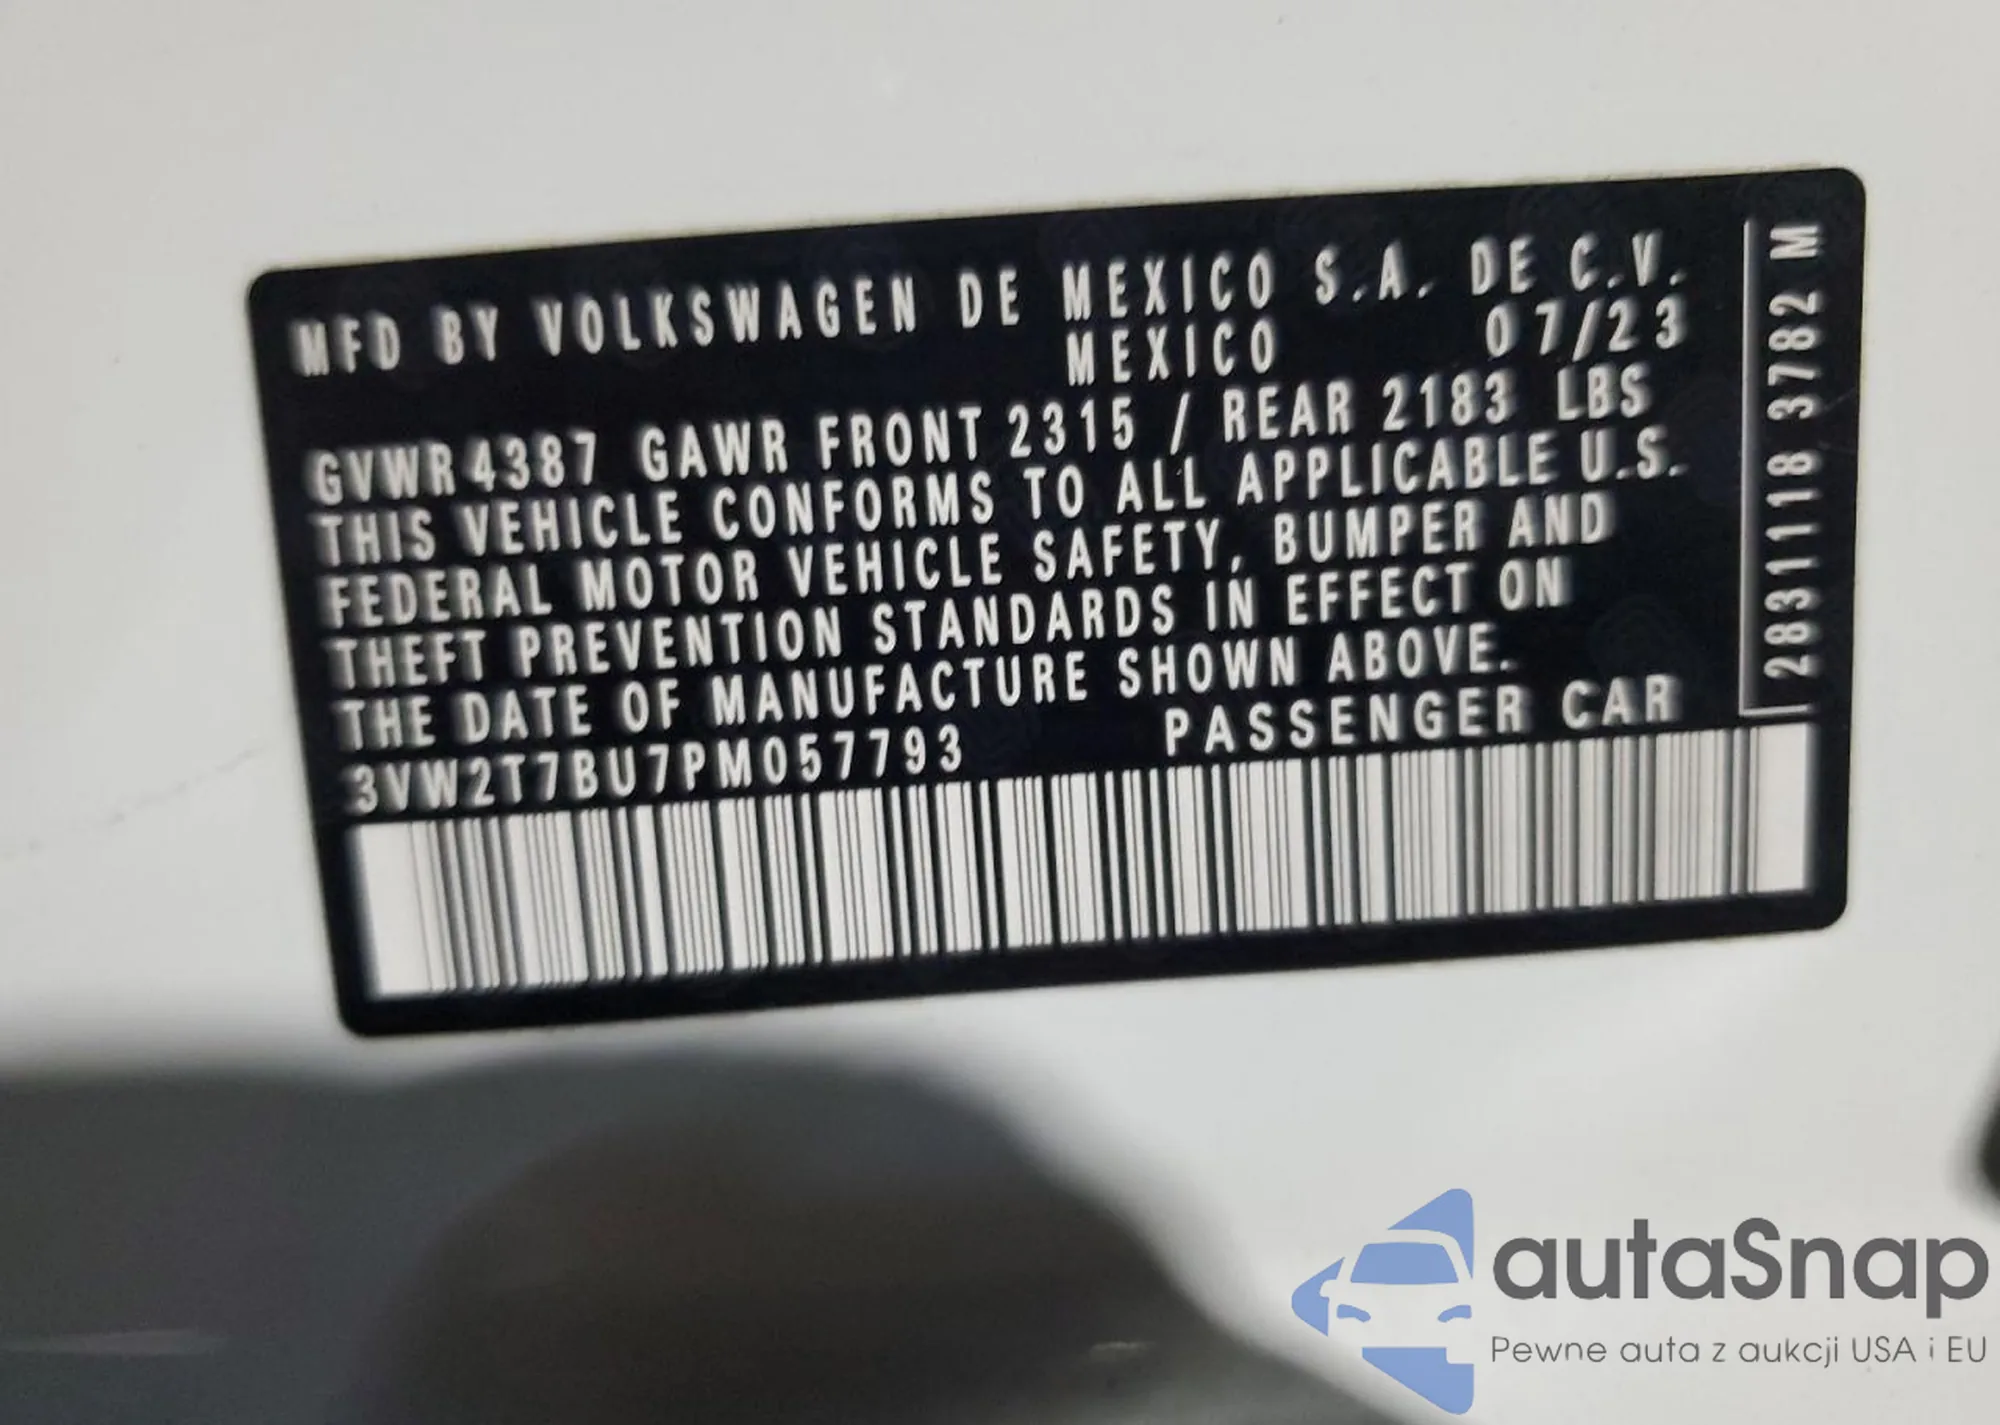 MFD BY VOLKSWAGEN DE MEXICO S.A. DE C.V.
MEXICO 07/23
GVWR 4387 GAWR FRONT 2315 / REAR 2183 LBS
THIS VEHICLE CONFORMS TO ALL APPLICABLE U.S.
FEDERAL MOTOR VEHICLE SAFETY, BUMPER AND
THEFT PREVENTION STANDARDS IN EFFECT ON
THE DATE OF MANUFACTURE SHOWN ABOVE.
3VW2T7BU7PM057793 PASSENGER CAR
2831118 3782 M
autaSnap
Pewne auta z aukcji USA i EU